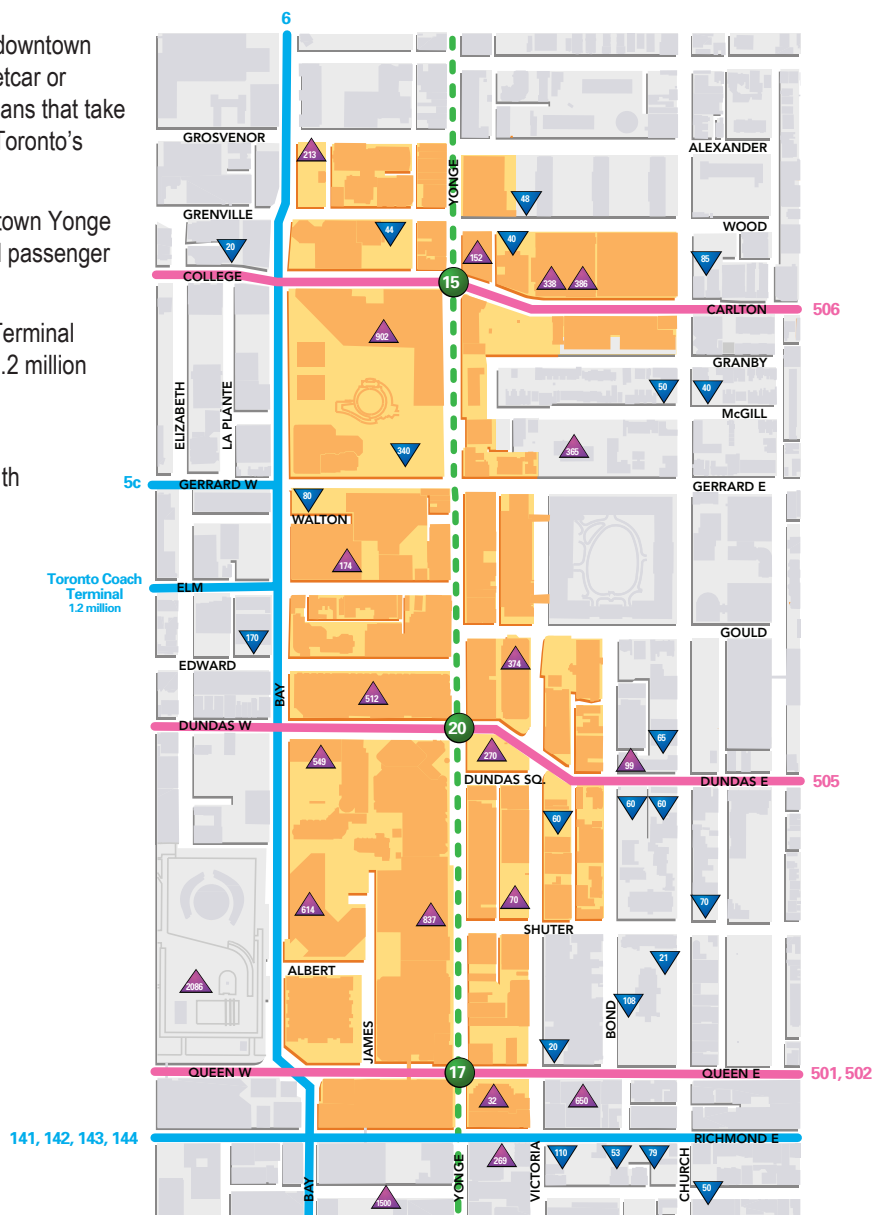 downtown
etcar or
ans that take
Toronto's
town Yonge
l passenger
Terminal
.2 million
th
6
GROSVENOR
213
YONGE
ALEXANDER
48
GRENVILLE
44
WOOD
20
40
152
85
COLLEGE
15
338
386
CARLTON
506
902
GRANBY
ELIZABETH
LA PLANTE
50
40
McGILL
340
365
5c
GERRARD W
GERRARD E
80
WALTON
174
Toronto Coach
Terminal
1.2 million
ELM
170
GOULD
EDWARD
374
BAY
512
DUNDAS W
20
65
549
270
99
DUNDAS SQ.
DUNDAS E
505
60
60
60
614
837
70
70
SHUTER
ALBERT
21
2086
108
JAMES
BOND
20
QUEEN W
17
QUEEN E
501, 502
32
650
141, 142, 143, 144
RICHMOND E
269
110
53
79
BAY
YONGE
VICTORIA
CHURCH
50
1500